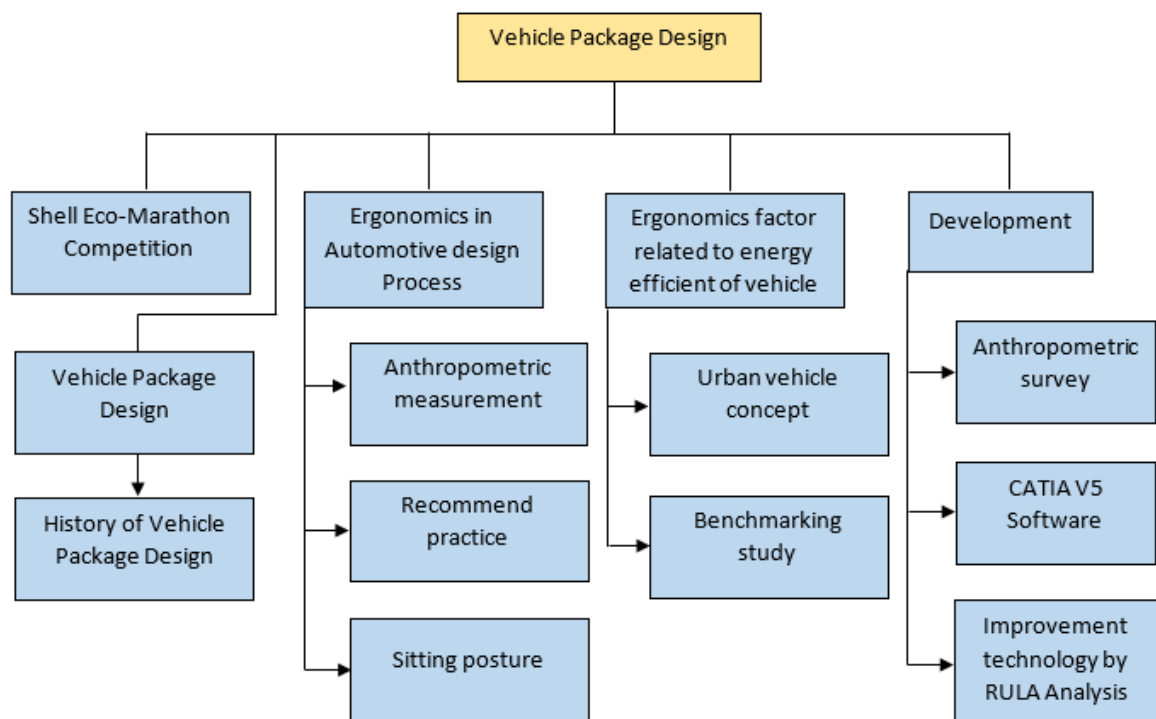 Vehicle Package Design
Shell Eco-Marathon
Competition
Ergonomics in
Automotive design
Process
Ergonomics factor
related to energy
efficient of vehicle
Development
Vehicle Package
Design
History of Vehicle
Package Design
Anthropometric
measurement
Recommend
practice
Sitting posture
Urban vehicle
concept
Benchmarking
study
Anthropometric
survey
CATIA V5
Software
Improvement
technology by
RULA Analysis